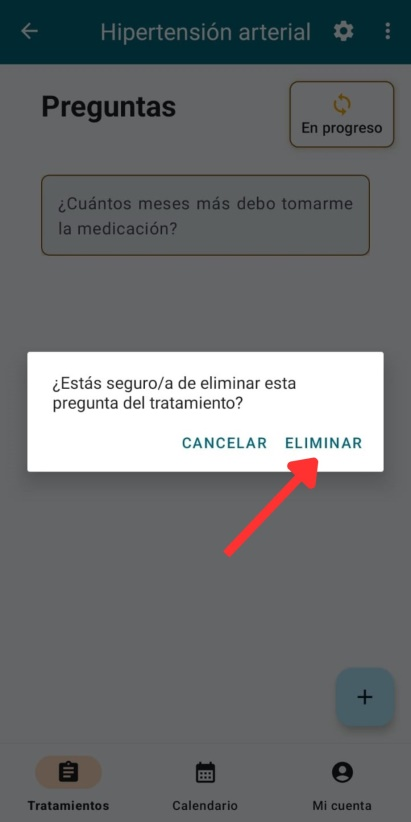 Hipertensión arterial
Preguntas
En progreso
¿Cuántos meses más debo tomarme
la medicación?
¿Estás seguro/a de eliminar esta
pregunta del tratamiento?
CANCELAR ELIMINAR
+
Tratamientos Calendario Mi cuenta